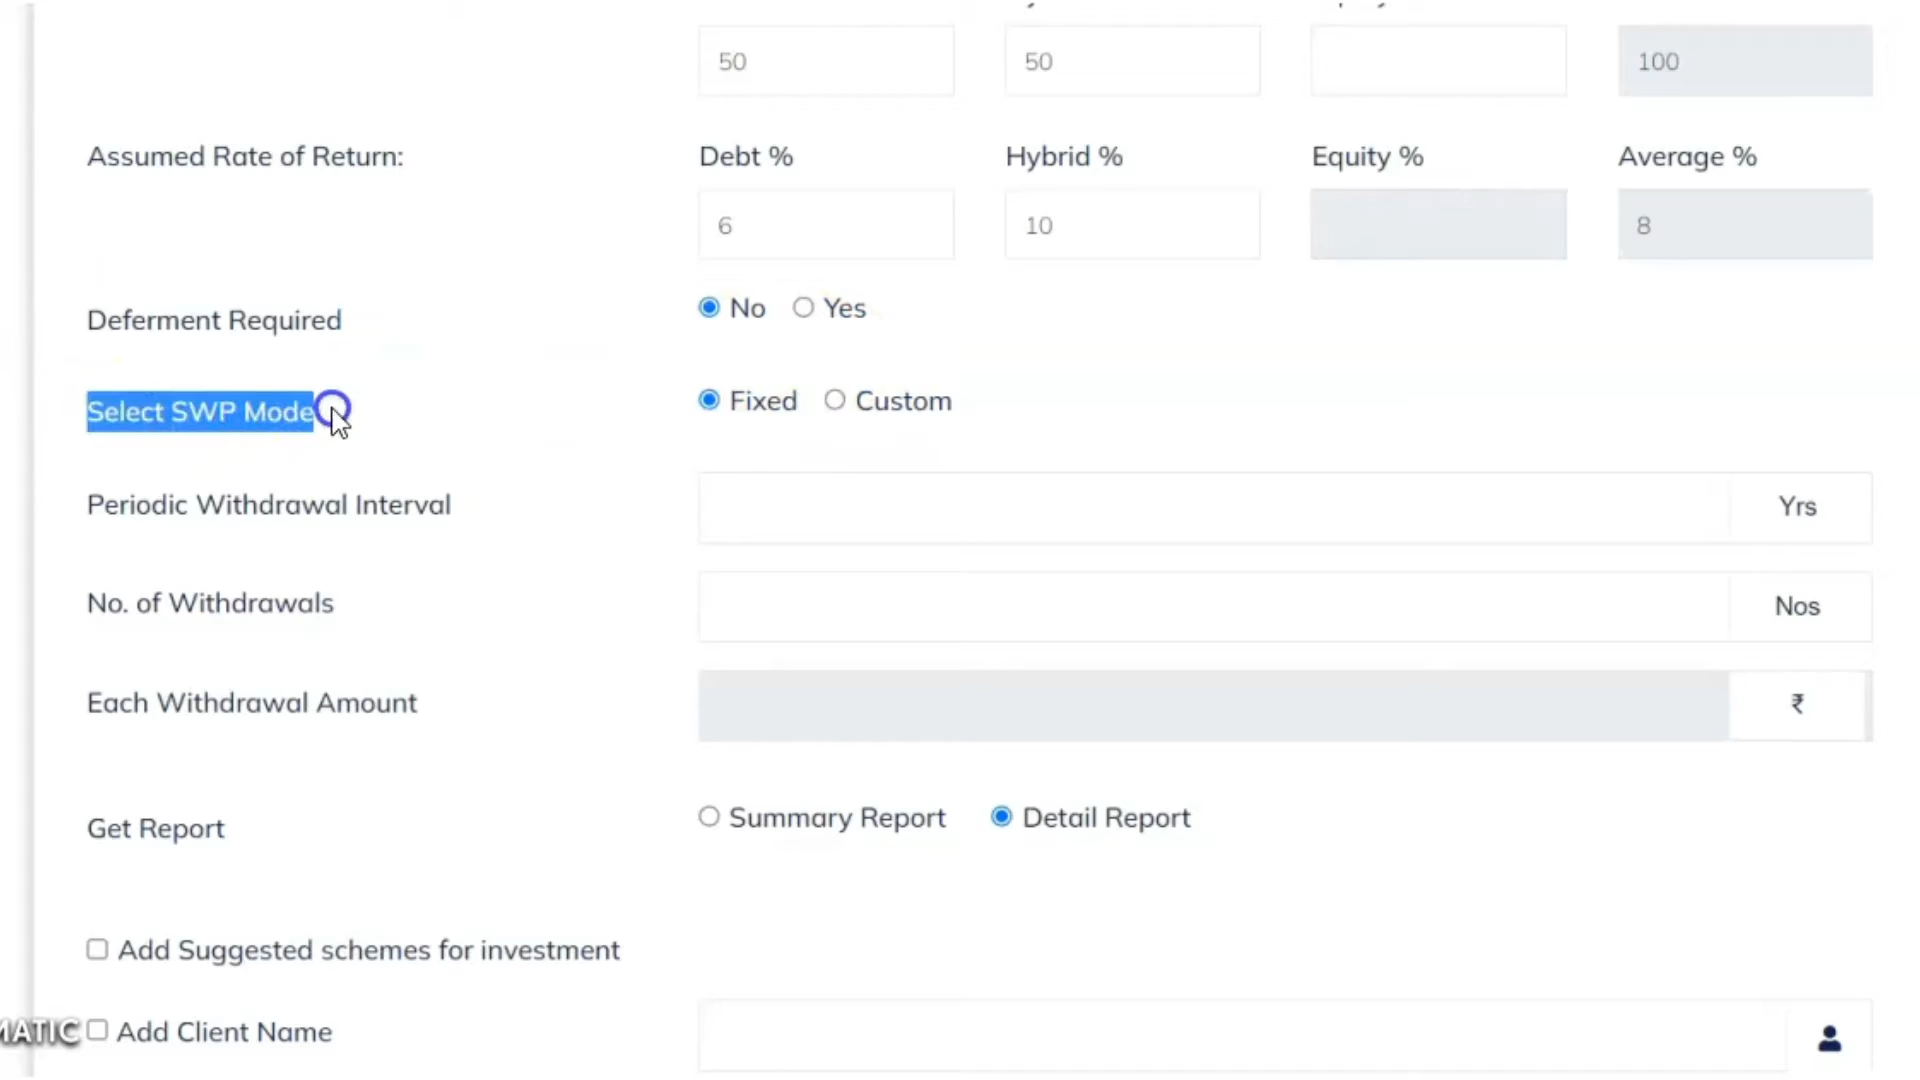 50 50 100
Assumed Rate of Return: Debt % Hybrid % Equity % Average %
6 10 8
Deferment Required No Yes
Select SWP Mode Fixed Custom
Periodic Withdrawal Interval Yrs
No. of Withdrawals Nos
Each Withdrawal Amount ₹
Get Report Summary Report Detail Report
Add Suggested schemes for investment
MATIC Add Client Name